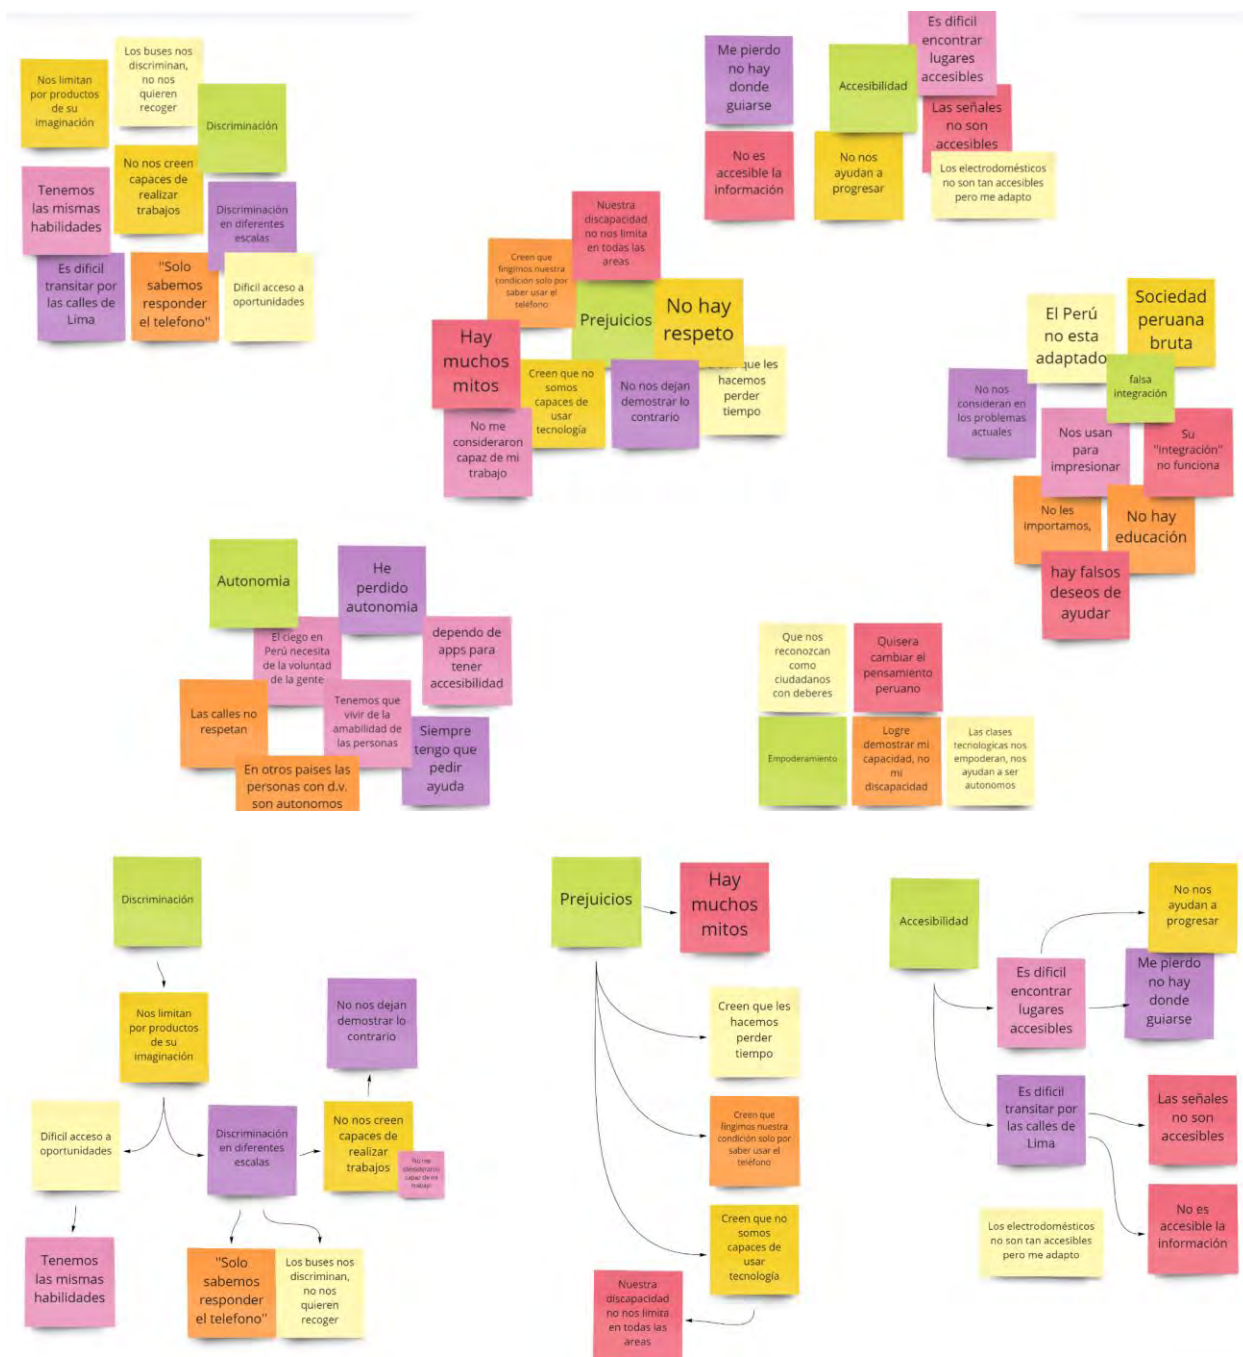 Nos limitan
por productos
de su
imaginación
Los buses nos
discriminan,
no nos
quieren
recoger
Discriminación
Tenemos
las mismas
habilidades
No nos creen
capaces de
realizar
trabajos
Discriminación
en diferentes
escalas
Es dificil
transitar por
las calles de
Lima
"Solo
sabemos
responder
el telefono"
Dificil acceso a
oportunidades
Me pierdo
no hay
donde
guiarse
Accesibilidad
Es dificil
encontrar
lugares
accesibles
No es
accesible la
información
No nos
ayudan a
progresar
Las señales
no son
accesibles
Los electrodomésticos
no son tan accesibles
pero me adapto
Nuestra
discapacidad
no nos limita
en todas las
areas
Creen que
fingimos nuestra
condición solo por
saber usar el
teléfono
Prejuicios
No hay
respeto
Hay
muchos
mitos
Creen que no
somos
capaces de
usar
tecnología
No nos dejan
demostrar lo
contrario
que les
hacemos
perder
tiempo
No me
consideraron
capaz de mi
trabajo
El Perú
no esta
adaptado
Sociedad
peruana
bruta
No nos
consideran en
los problemas
actuales
falsa
integración
Nos usan
para
impresionar
Su
"integración"
no funciona
No les
importamos,
No hay
educación
hay falsos
deseos de
ayudar
Autonomia
He
perdido
autonomia
El ciego en
Perú necesita
de la voluntad
de la gente
dependo de
apps para
tener
accesibilidad
Las calles no
respetan
Tenemos que
vivir de la
amabilidad de
las personas
Siempre
tengo que
pedir
ayuda
En otros paises las
personas con d.v.
son autonomos
Que nos
reconozcan
como
ciudadanos
con deberes
Quisera
cambiar el
pensamiento
peruano
Empoderamiento
Logre
demostrar mi
capacidad, no
mi
discapacidad
Las clases
tecnologicas nos
empoderan, nos
ayudan a ser
autonomos
Discriminación
Nos limitan
por productos
de su
imaginación
No nos dejan
demostrar lo
contrario
Dificil acceso a
oportunidades
Discriminación
en diferentes
escalas
No nos creen
capaces de
realizar
trabajos
No me
consideraron
capaz de mi
trabajo
Tenemos
las mismas
habilidades
"Solo
sabemos
responder
el telefono"
Los buses nos
discriminan,
no nos
quieren
recoger
Prejuicios
Hay
muchos
mitos
Creen que les
hacemos
perder
tiempo
Creen que
fingimos nuestra
condición solo por
saber usar el
teléfono
Creen que no
somos
capaces de
usar
tecnología
Nuestra
discapacidad
no nos limita
en todas las
areas
Accesibilidad
No nos
ayudan a
progresar
Es dificil
encontrar
lugares
accesibles
Me pierdo
no hay
donde
guiarse
Es dificil
transitar por
las calles de
Lima
Las señales
no son
accesibles
No es
accesible la
información
Los electrodomésticos
no son tan accesibles
pero me adapto